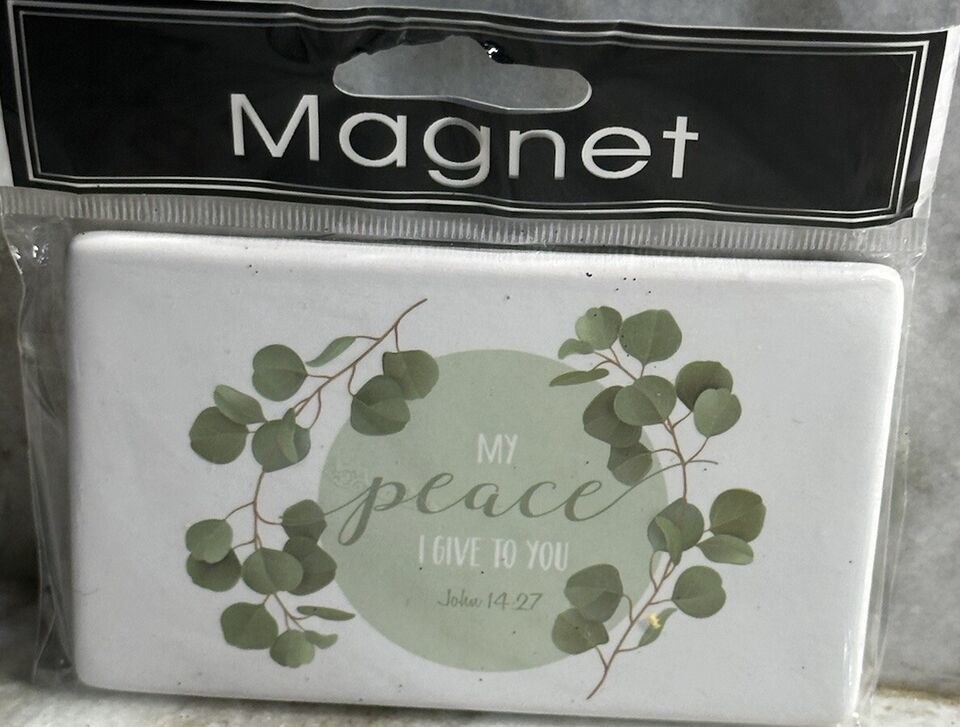 Magnet
MY
peace
I GIVE TO YOU
John 14:27